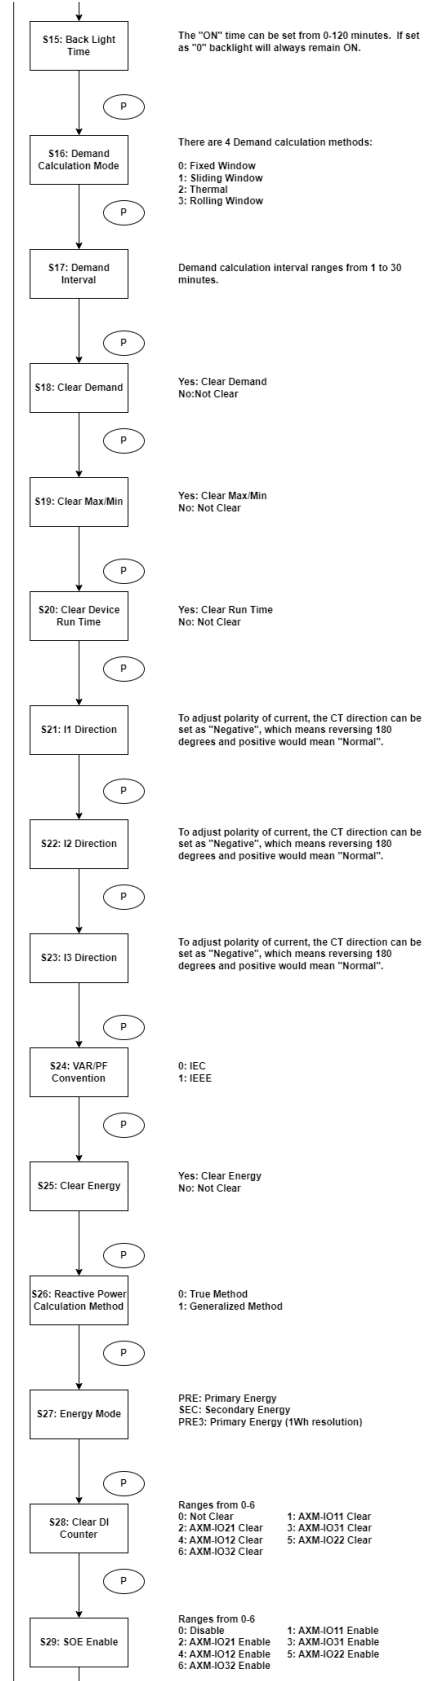 S15: Back Light
Time
The "ON" time can be set from 0-120 minutes.  If set
as "0" backlight will always remain ON.
P
S16: Demand
Calculation Mode
There are 4 Demand calculation methods:
0: Fixed Window
1: Sliding Window
2: Thermal
3: Rolling Window
P
S17: Demand
Interval
Demand calculation interval ranges from 1 to 30
minutes.
P
S18: Clear Demand
Yes: Clear Demand
No:Not Clear
P
S19: Clear Max/Min
Yes: Clear Max/Min
No: Not Clear
P
S20: Clear Device
Run Time
Yes: Clear Run Time
No: Not Clear
P
S21: I1 Direction
To adjust polarity of current, the CT direction can be
set as "Negative", which means reversing 180
degrees and positive would mean "Normal".
P
S22: I2 Direction
To adjust polarity of current, the CT direction can be
set as "Negative", which means reversing 180
degrees and positive would mean "Normal".
P
S23: I3 Direction
To adjust polarity of current, the CT direction can be
set as "Negative", which means reversing 180
degrees and positive would mean "Normal".
P
S24: VAR/PF
Convention
0: IEC
1: IEEE
P
S25: Clear Energy
Yes: Clear Energy
No: Not Clear
P
S26: Reactive Power
Calculation Method
0: True Method
1: Generalized Method
P
S27: Energy Mode
PRE: Primary Energy
SEC: Secondary Energy
PRE3: Primary Energy (1Wh resolution)
P
S28: Clear DI
Counter
Ranges from 0-6
0: Not Clear 1: AXM-IO11 Clear
2: AXM-IO21 Clear 3: AXM-IO31 Clear
4: AXM-IO12 Clear 5: AXM-IO22 Clear
6: AXM-IO32 Clear
P
S29: SOE Enable
Ranges from 0-6
0: Disable 1: AXM-IO11 Enable
2: AXM-IO21 Enable 3: AXM-IO31 Enable
4: AXM-IO12 Enable 5: AXM-IO22 Enable
6: AXM-IO32 Enable